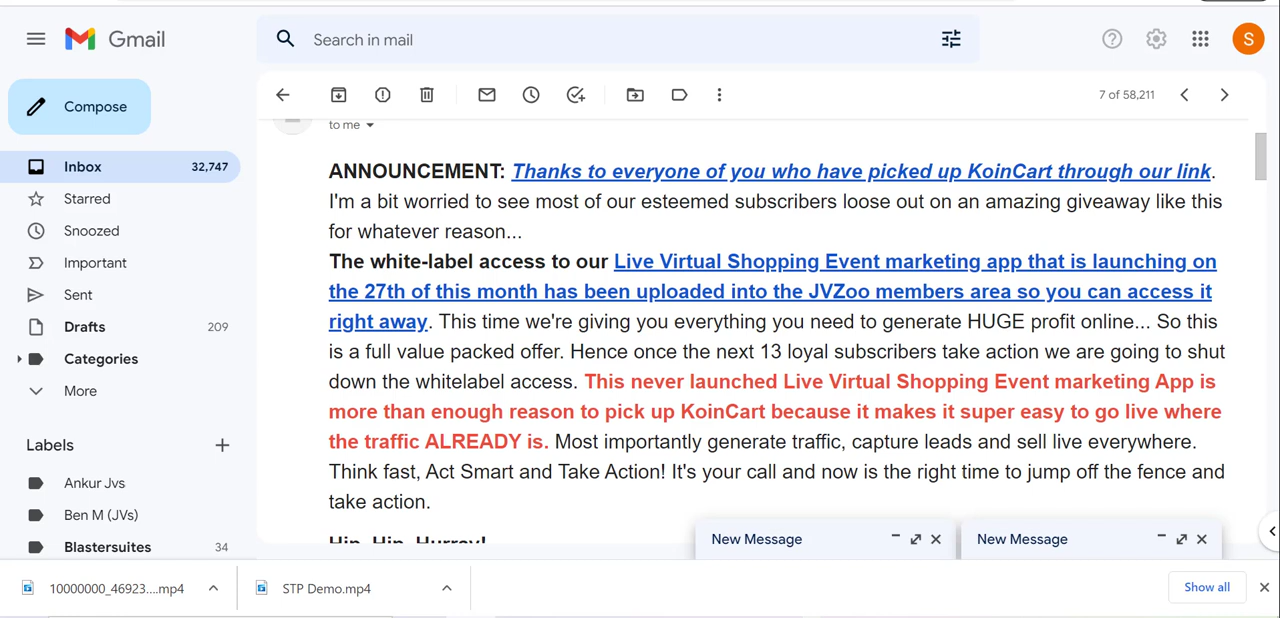 Gmail
Search in mail
S
Compose
7 of 58,211
to me
Inbox 32,747
Starred
Snoozed
Important
Sent
Drafts 209
Categories
More
Labels
Ankur Jvs
Ben M (JVs)
Blastersuites 34
ANNOUNCEMENT: Thanks to everyone of you who have picked up KoinCart through our link.
I'm a bit worried to see most of our esteemed subscribers loose out on an amazing giveaway like this
for whatever reason...
The white-label access to our Live Virtual Shopping Event marketing app that is launching on
the 27th of this month has been uploaded into the JVZoo members area so you can access it
right away. This time we're giving you everything you need to generate HUGE profit online... So this
is a full value packed offer. Hence once the next 13 loyal subscribers take action we are going to shut
down the whitelabel access. This never launched Live Virtual Shopping Event marketing App is
more than enough reason to pick up KoinCart because it makes it super easy to go live where
the traffic ALREADY is. Most importantly generate traffic, capture leads and sell live everywhere.
Think fast, Act Smart and Take Action! It's your call and now is the right time to jump off the fence and
take action.
Hip, Hip, Hurray!
New Message
New Message
10000000_46923....mp4
STP Demo.mp4
Show all